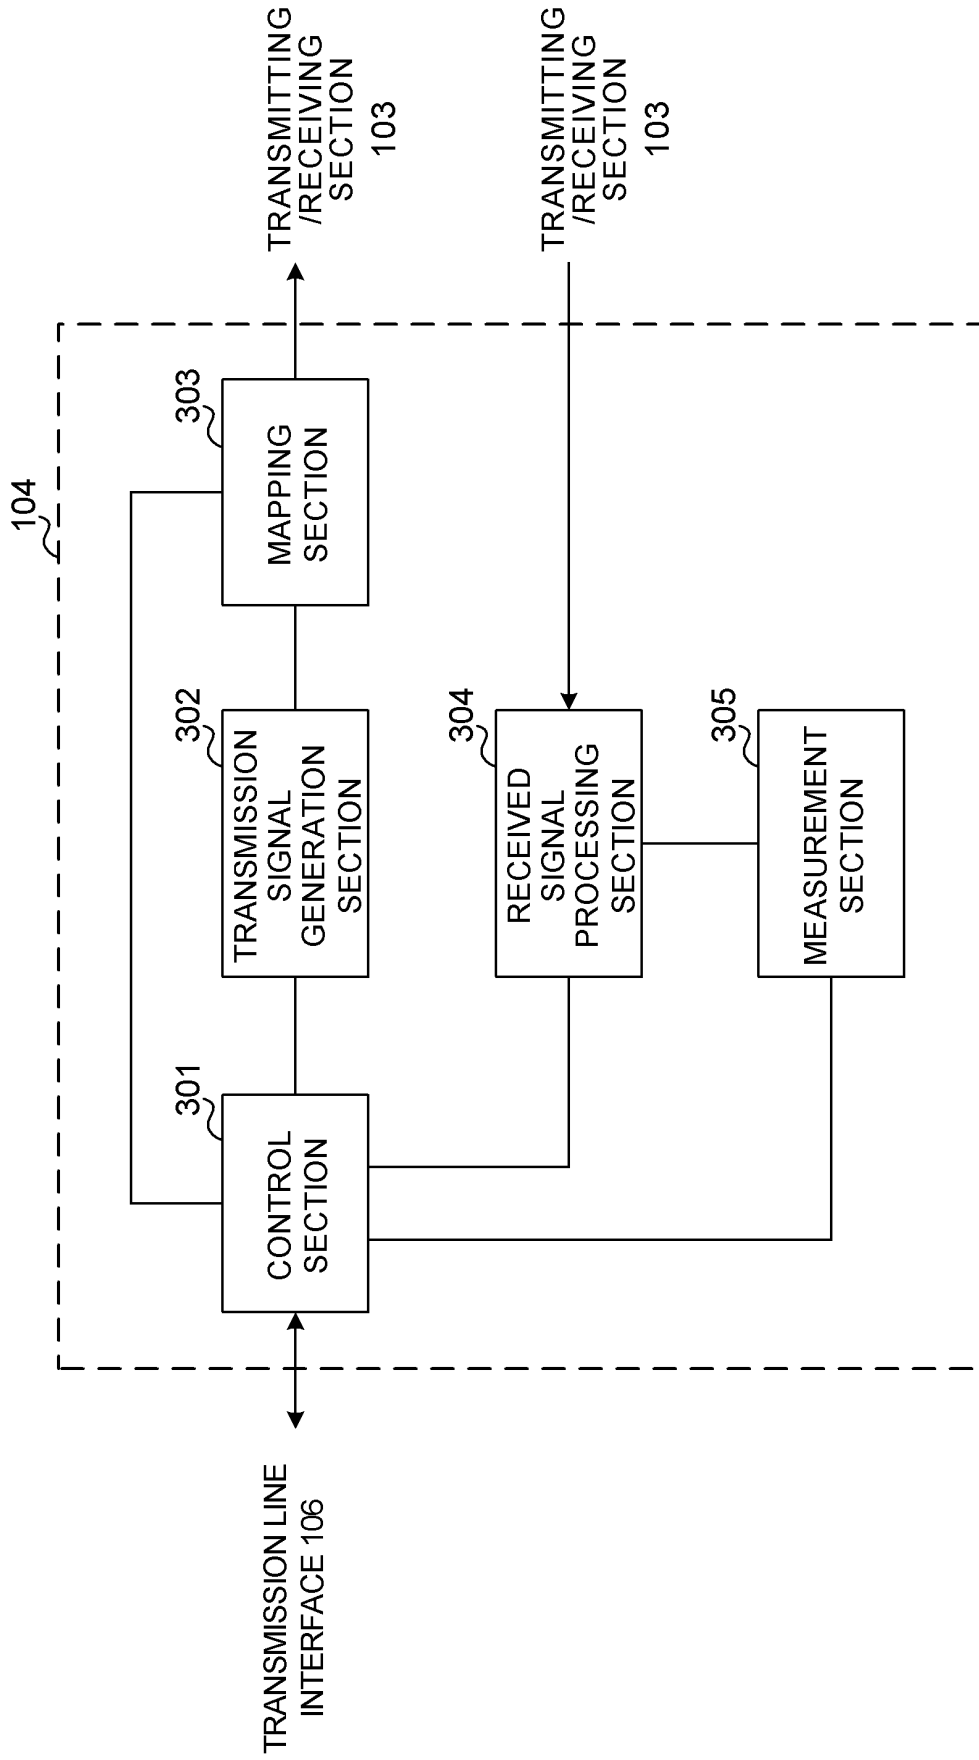 104
TRANSMISSION LINE
INTERFACE 106
301
CONTROL
SECTION
302
TRANSMISSION
SIGNAL
GENERATION
SECTION
303
MAPPING
SECTION
TRANSMITTING
/RECEIVING
SECTION
103
304
RECEIVED
SIGNAL
PROCESSING
SECTION
TRANSMITTING
/RECEIVING
SECTION
103
305
MEASUREMENT
SECTION